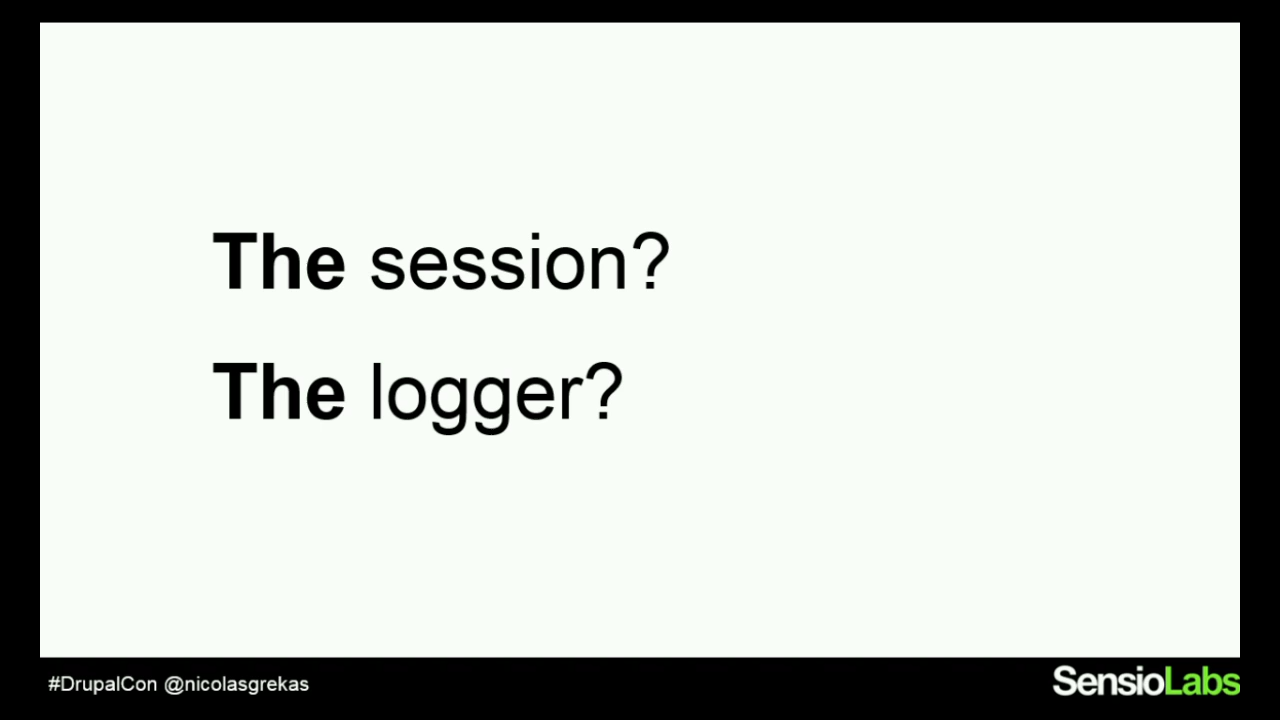 The session?
The logger?
#DrupalCon @nicolasgrekas
SensioLabs